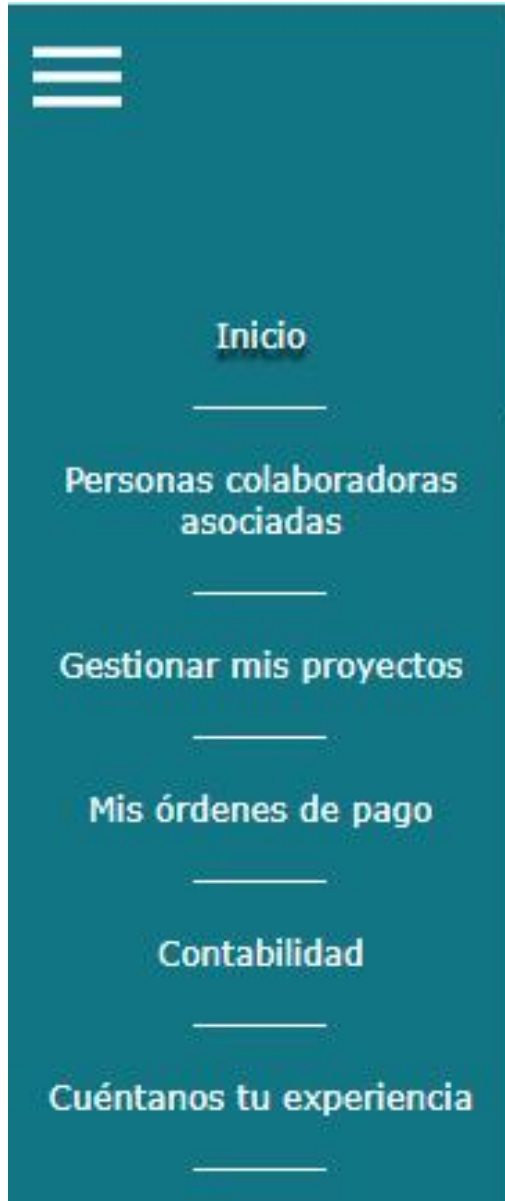 Inicio
Personas colaboradoras
asociadas
Gestionar mis proyectos
Mis órdenes de pago
Contabilidad
Cuéntanos tu experiencia